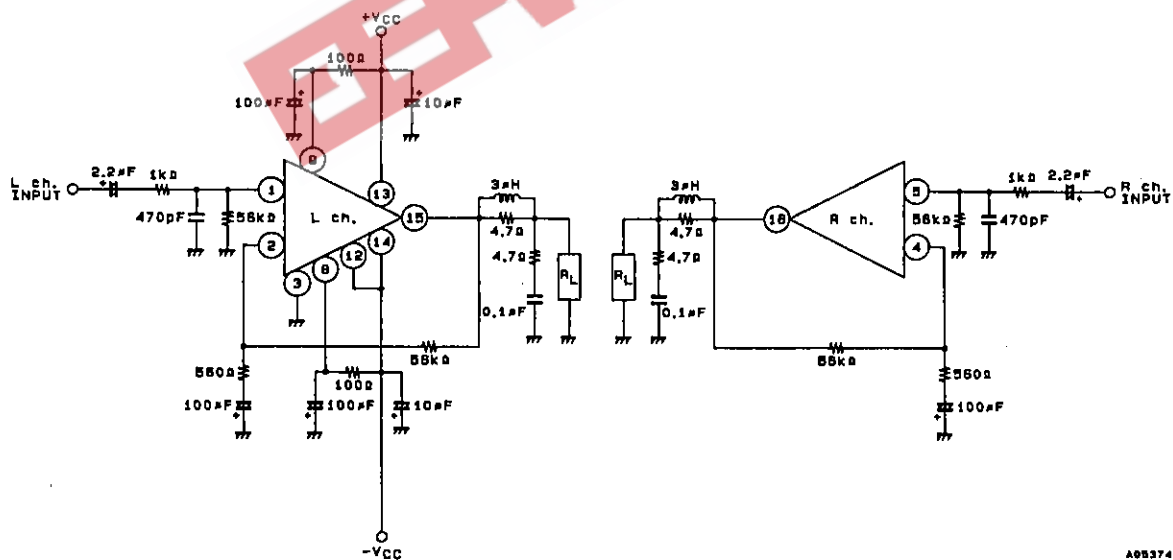 +VCC
100Ω
100µF
10µF
9
L ch.
INPUT
2.2µF
1kΩ
470pF
56kΩ
1
2
3
8
12
14
13
15
L ch.
3µH
4.7Ω
4.7Ω
0.1µF
RL
56kΩ
560Ω
100µF
100µF
100Ω
10µF
-VCC
3µH
4.7Ω
4.7Ω
0.1µF
RL
16
R ch.
5
4
56kΩ
470pF
1kΩ
2.2µF
R ch.
INPUT
56kΩ
560Ω
100µF
A05374